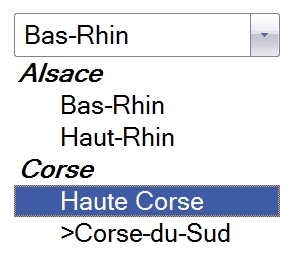 Bas-Rhin
Alsace
Bas-Rhin
Haut-Rhin
Corse
Haute Corse
>Corse-du-Sud